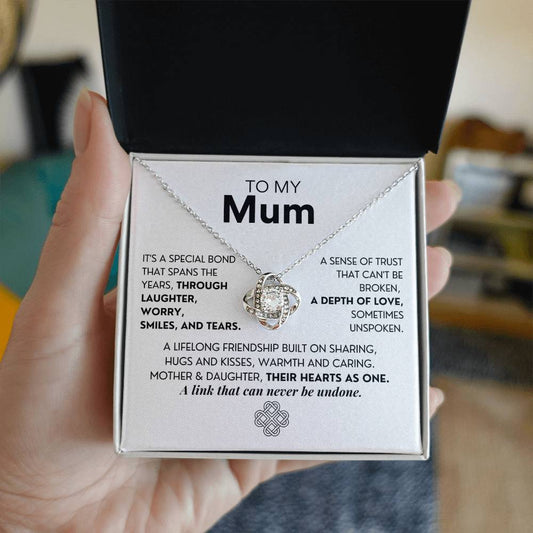 TO MY
Mum
IT'S A SPECIAL BOND
THAT SPANS THE
YEARS, THROUGH
LAUGHTER,
WORRY,
SMILES, AND TEARS.
A SENSE OF TRUST
THAT CAN'T BE
BROKEN,
A DEPTH OF LOVE,
SOMETIMES
UNSPOKEN.
A LIFELONG FRIENDSHIP BUILT ON SHARING,
HUGS AND KISSES, WARMTH AND CARING.
MOTHER & DAUGHTER, THEIR HEARTS AS ONE.
A link that can never be undone.